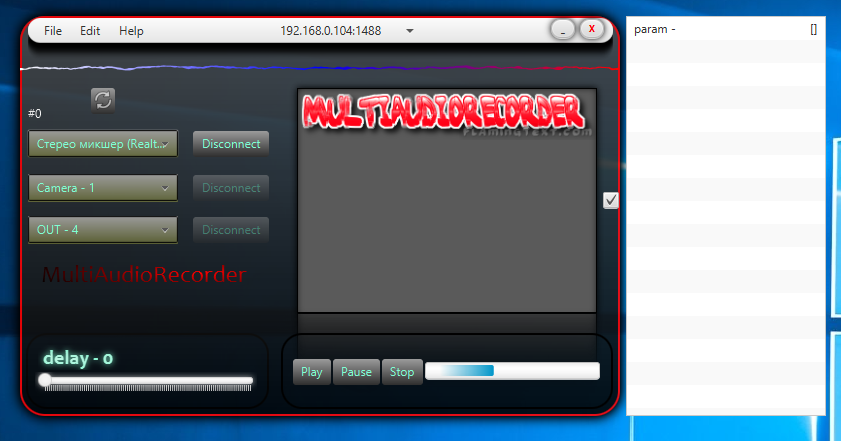 File Edit Help 192.168.0.104:1488 _ x
param - []
MULTIAUDIORECORDER
FLAMINGTEXT.COM
#0
Стерео микшер (Realt... Disconnect
Camera - 1 Disconnect
OUT - 4 Disconnect
MultiAudioRecorder
delay - 0
Play Pause Stop